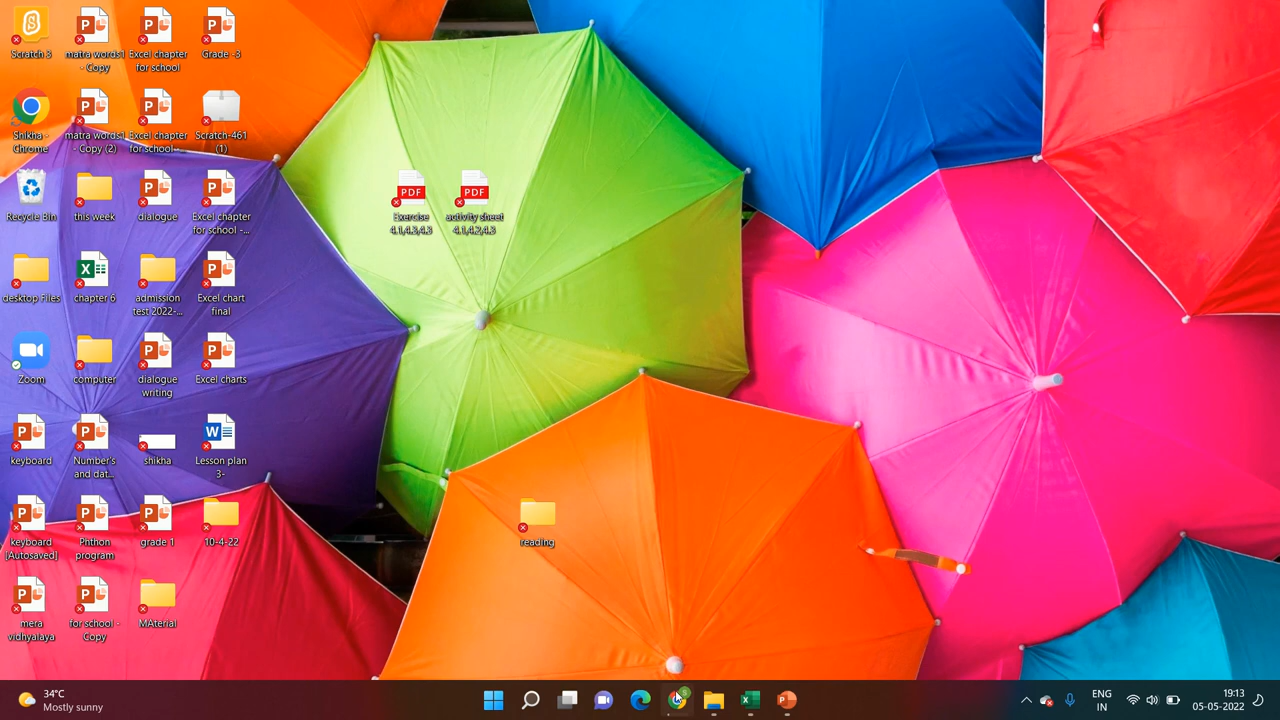 Scratch 3
matra words1
- Copy
Excel chapter
for school
Grade -3
Shikha -
Chrome
matra words1
- Copy (2)
Excel chapter
for school -...
Scratch-461
(1)
Recycle Bin
this week
dialogue
Excel chapter
for school -...
PDF
Exercise
4.1,4.2,4.3
PDF
activity sheet
4.1,4.2,4.3
desktop Files
chapter 6
admission
test 2022-...
Excel chart
final
Zoom
computer
dialogue
writing
Excel charts
keyboard
Number's
and dat...
shikha
Lesson plan
3-
keyboard
[Autosaved]
Phthon
program
grade 1
10-4-22
reading
mera
vidhyalaya
for school -
Copy
MAterial
34°C
Mostly sunny
ENG
IN
19:13
05-05-2022